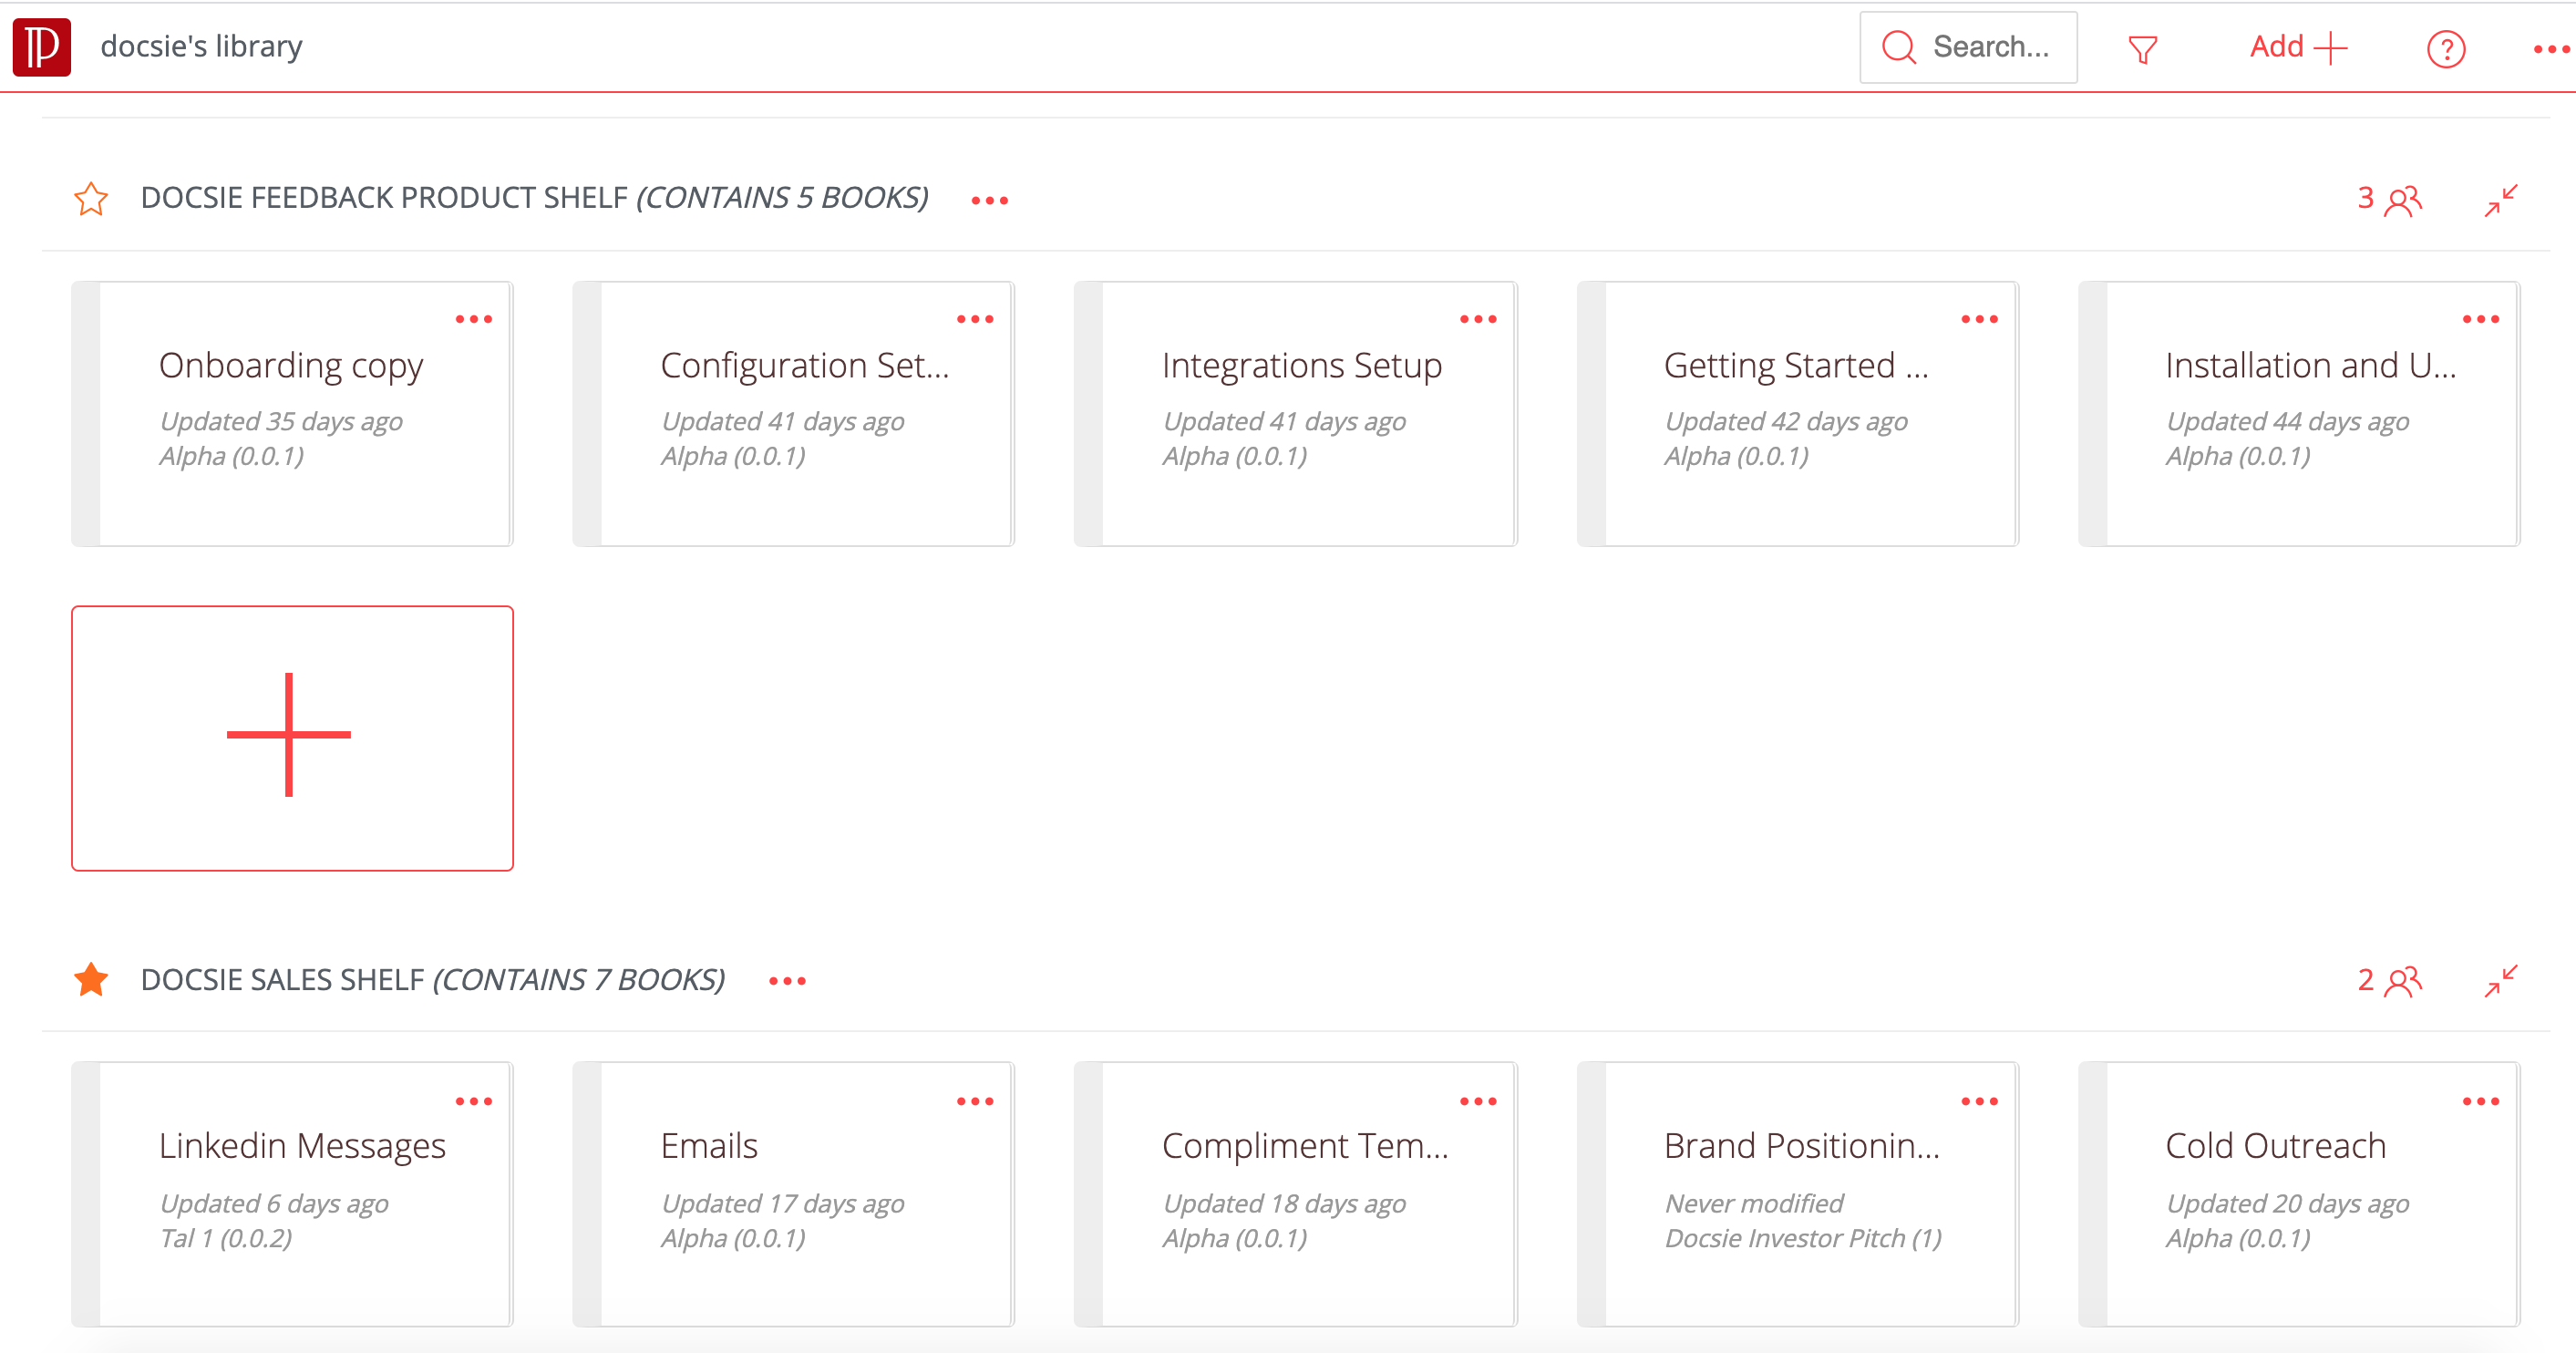 docsie's library
Search...
Add
DOCSIE FEEDBACK PRODUCT SHELF (CONTAINS 5 BOOKS)
3
Onboarding copy
Updated 35 days ago
Alpha (0.0.1)
Configuration Set...
Updated 41 days ago
Alpha (0.0.1)
Integrations Setup
Updated 41 days ago
Alpha (0.0.1)
Getting Started ...
Updated 42 days ago
Alpha (0.0.1)
Installation and U...
Updated 44 days ago
Alpha (0.0.1)
DOCSIE SALES SHELF (CONTAINS 7 BOOKS)
2
Linkedin Messages
Updated 6 days ago
Tal 1 (0.0.2)
Emails
Updated 17 days ago
Alpha (0.0.1)
Compliment Tem...
Updated 18 days ago
Alpha (0.0.1)
Brand Positionin...
Never modified
Docsie Investor Pitch (1)
Cold Outreach
Updated 20 days ago
Alpha (0.0.1)